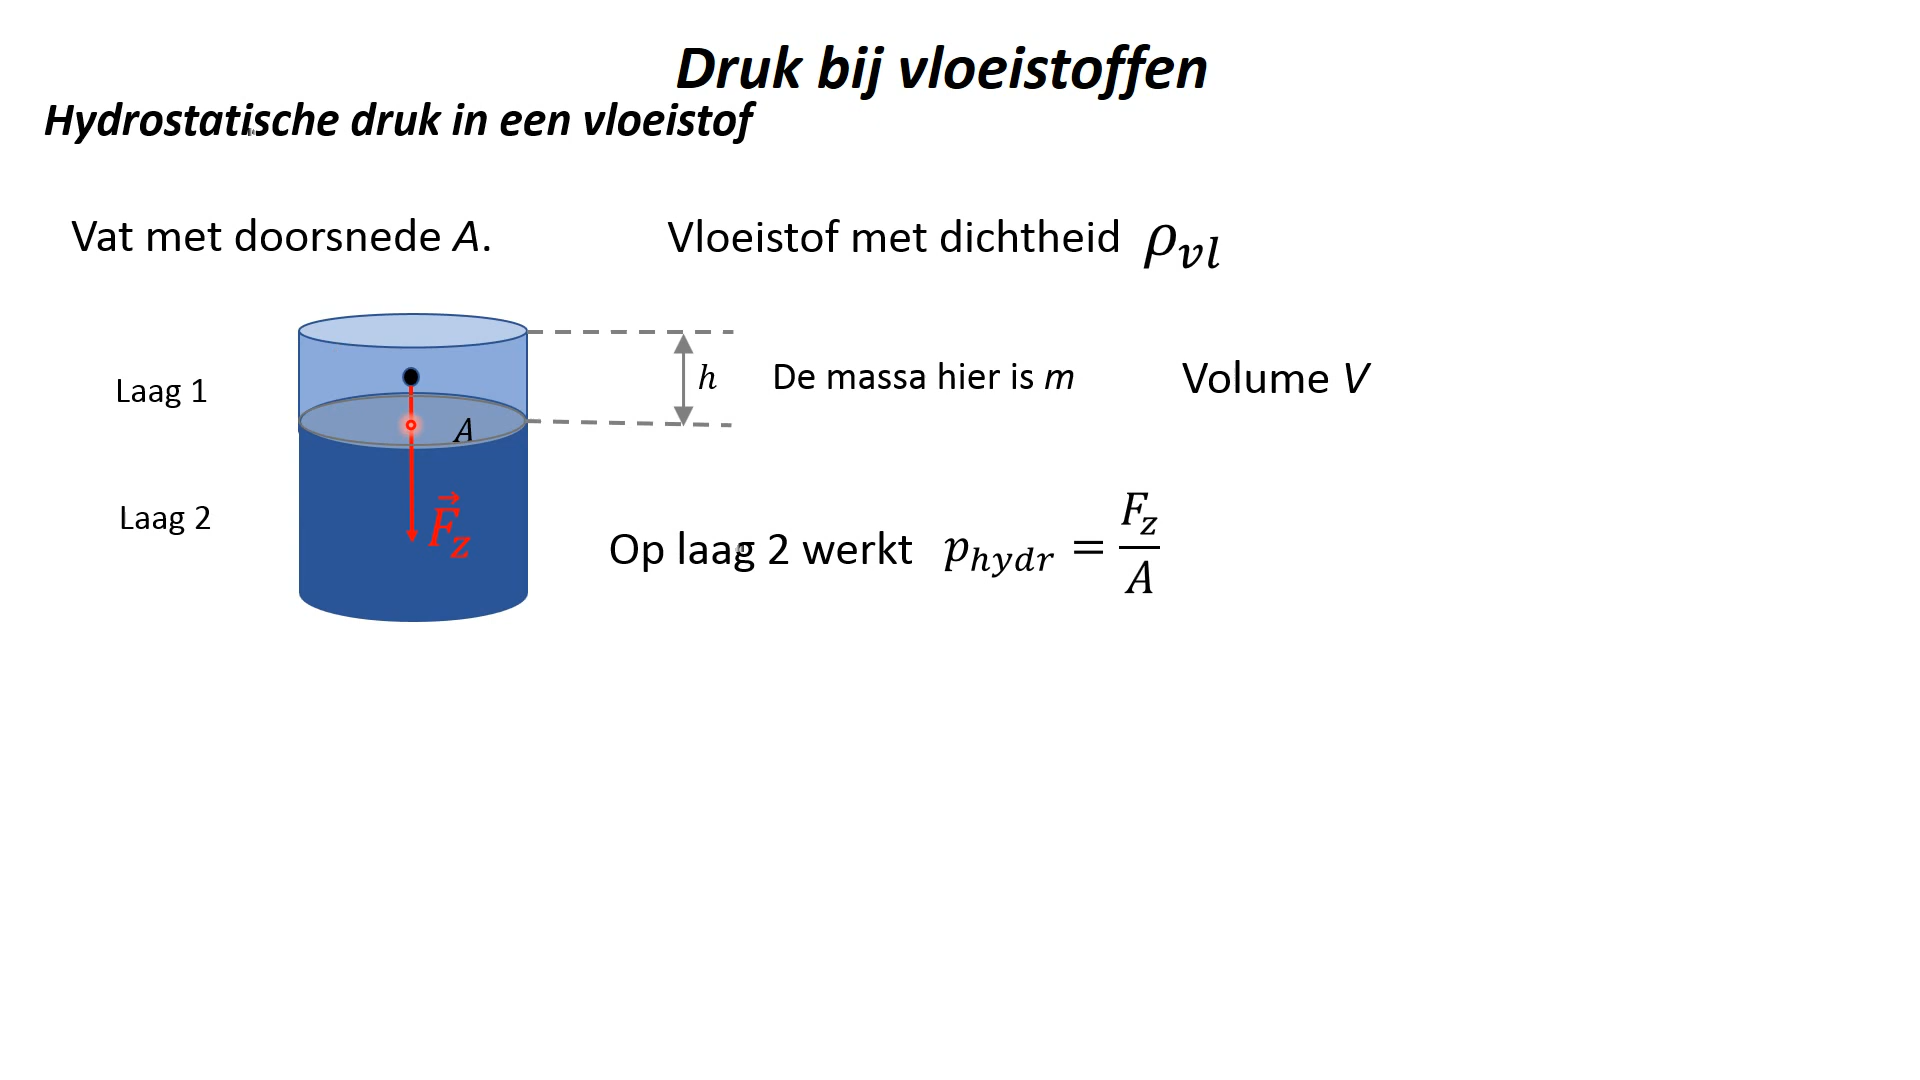 Druk bij vloeistoffen
Hydrostatische druk in een vloeistof
Vat met doorsnede A.
Vloeistof met dichtheid ρ_vl
Laag 1
h
De massa hier is m
Volume V
A
Laag 2
F⃗_z
Op laag 2 werkt p_hydr = F_z / A